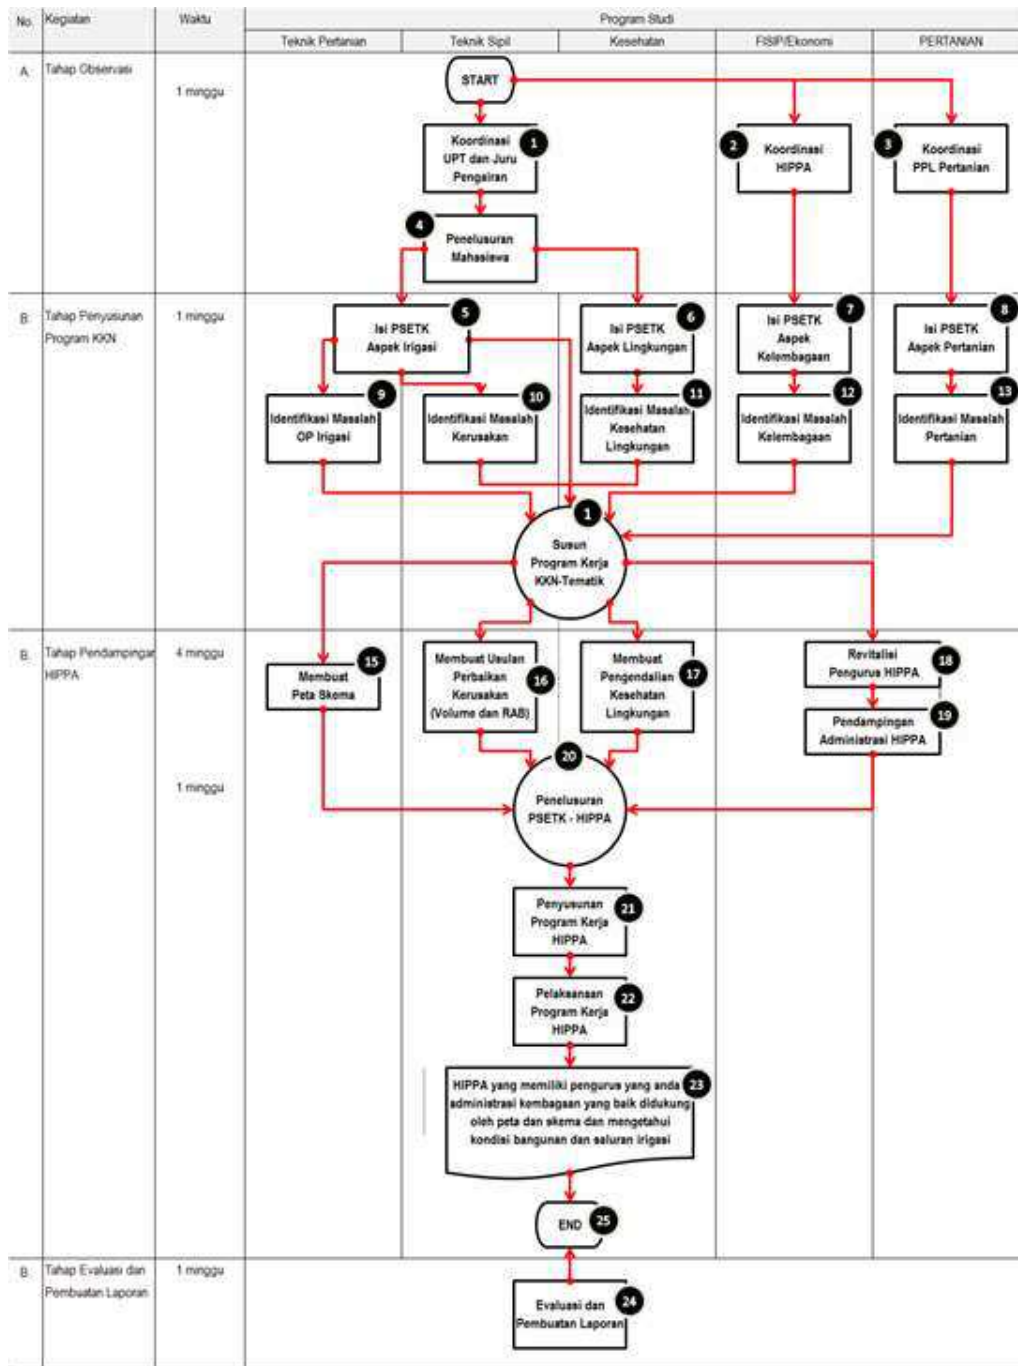 No.
Kegiatan
Waktu
Program Studi
Teknik Pertanian
Teknik Sipil
Kesehatan
FISIP/Ekonomi
PERTANIAN
A.
Tahap Observasi
1 minggu
START
Koordinasi
UPT dan Juru
Pengairan
1
2
Koordinasi
HIPPA
3
Koordinasi
PPL Pertanian
4
Penelusuran
Mahasiswa
B.
Tahap Penyusunan
Program KKN
1 minggu
5
Isi PSETK
Aspek Irigasi
6
Isi PSETK
Aspek Lingkungan
7
Isi PSETK
Aspek
Kelembagaan
8
Isi PSETK
Aspek Pertanian
9
Identifikasi Masalah
OP Irigasi
10
Identifikasi Masalah
Kerusakan
11
Identifikasi Masalah
Kesehatan
Lingkungan
12
Identifikasi Masalah
Kelembagaan
13
Identifikasi Masalah
Pertanian
1
Susun
Program Kerja
KKN-Tematik
B.
Tahap Pendampingan
HIPPA
4 minggu
15
Membuat
Peta Skema
Membuat Usulan
Perbaikan
Kerusakan
(Volume dan RAB)
16
Membuat
Pengendalian
Kesehatan
Lingkungan
17
Revitalisi
Pengurus HIPPA
18
Pendampingan
Administrasi HIPPA
19
1 minggu
20
Penelusuran
PSETK - HIPPA
Penyusunan
Program Kerja
HIPPA
21
Pelaksanaan
Program Kerja
HIPPA
22
HIPPA yang memiliki pengurus yang anda
administrasi kembagaan yang baik didukung
oleh peta dan skema dan mengetahui
kondisi bangunan dan saluran irigasi
23
END
25
B.
Tahap Evaluasi dan
Pembuatan Laporan
1 minggu
Evaluasi dan
Pembuatan Laporan
24